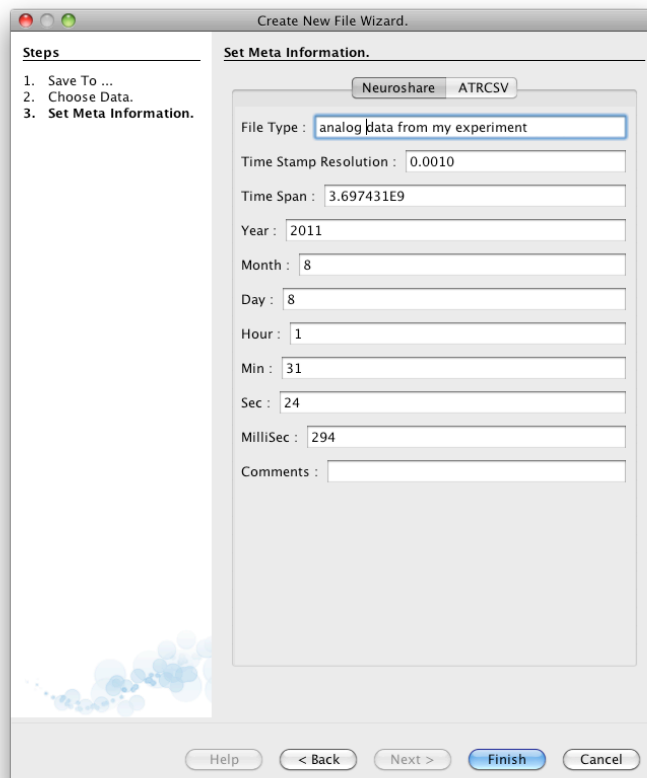 Create New File Wizard.
Steps
1. Save To ...
2. Choose Data.
3. Set Meta Information.
Set Meta Information.
Neuroshare ATRCSV
File Type : analog data from my experiment
Time Stamp Resolution : 0.0010
Time Span : 3.697431E9
Year : 2011
Month : 8
Day : 8
Hour : 1
Min : 31
Sec : 24
MilliSec : 294
Comments :
Help < Back Next > Finish Cancel